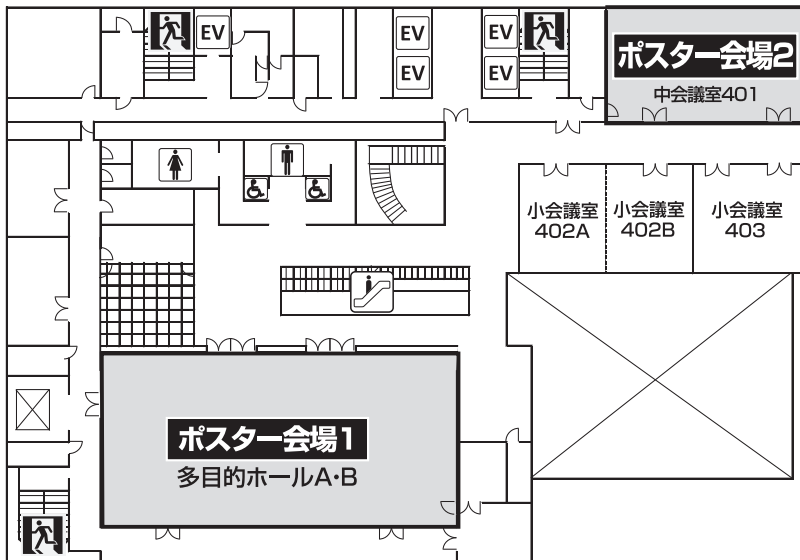 EV
EV
EV
EV
EV
ポスター会場2
中会議室401
小会議室
402A
小会議室
402B
小会議室
403
ポスター会場1
多目的ホールA・B